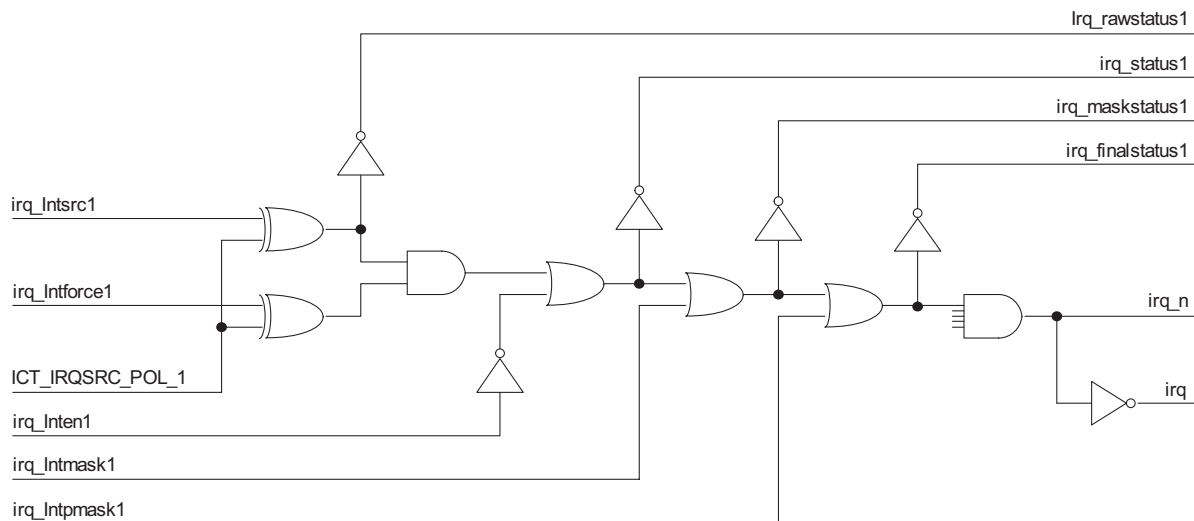 Irq_rawstatus1
irq_status1
irq_maskstatus1
irq_finalstatus1
irq_Intsrc1
irq_Intforce1
irq_n
ICT_IRQSRC_POL_1
irq
irq_Inten1
irq_Intmask1
irq_Intpmask1